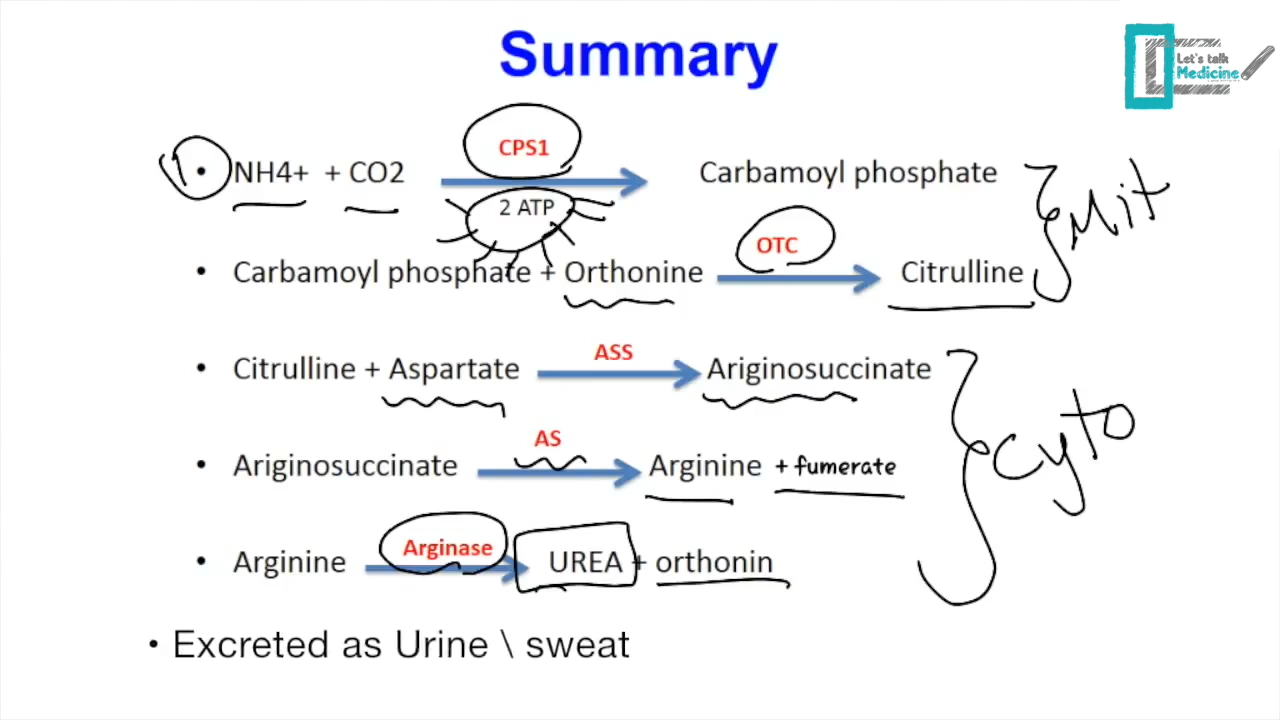 Summary
Let's talk
Medicine
1
• NH4+ + CO2 CPS1 2 ATP Carbamoyl phosphate
Mit
• Carbamoyl phosphate + Orthonine OTC Citrulline
• Citrulline + Aspartate ASS Ariginosuccinate
Cyto
• Ariginosuccinate AS Arginine + fumerate
• Arginine Arginase UREA + orthonin
• Excreted as Urine \ sweat